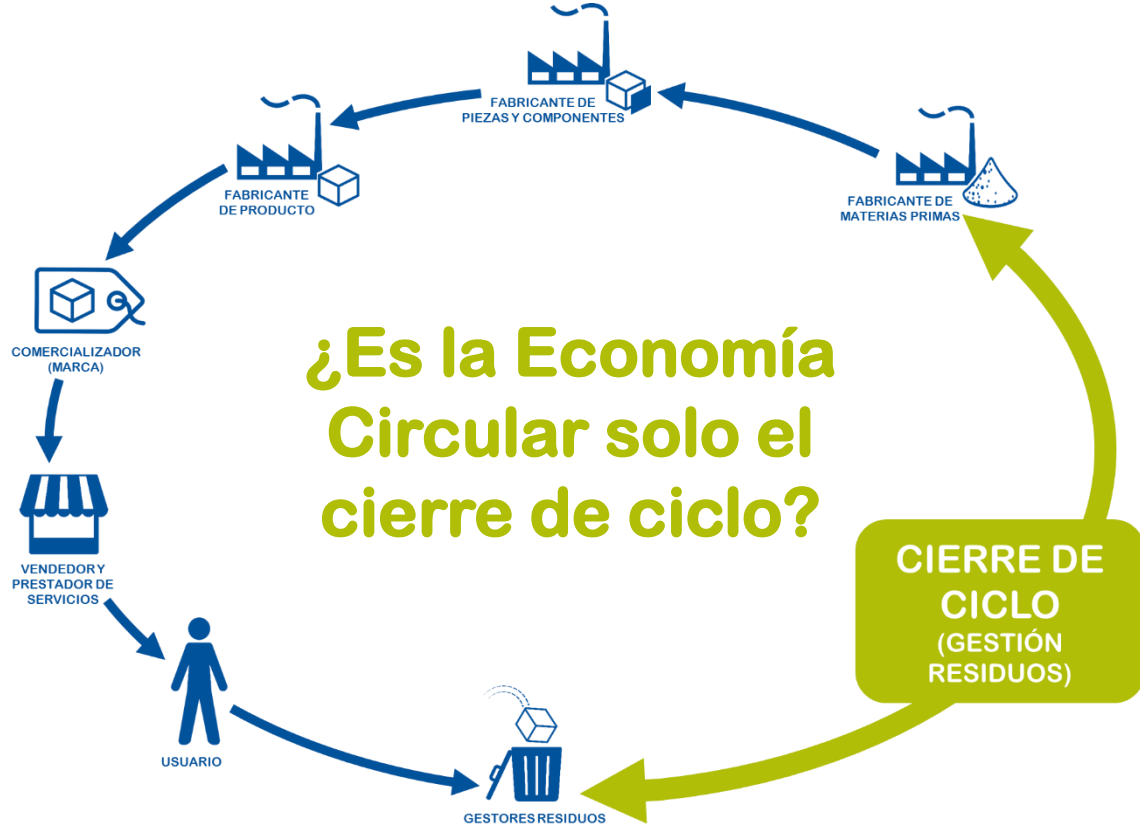 FABRICANTE DE
PIEZAS Y COMPONENTES
FABRICANTE
DE PRODUCTO
FABRICANTE DE
MATERIAS PRIMAS
COMERCIALIZADOR
(MARCA)
¿Es la Economía
Circular solo el
cierre de ciclo?
VENDEDOR Y
PRESTADOR DE
SERVICIOS
CIERRE DE
CICLO
(GESTIÓN
RESIDUOS)
USUARIO
GESTORES RESIDUOS